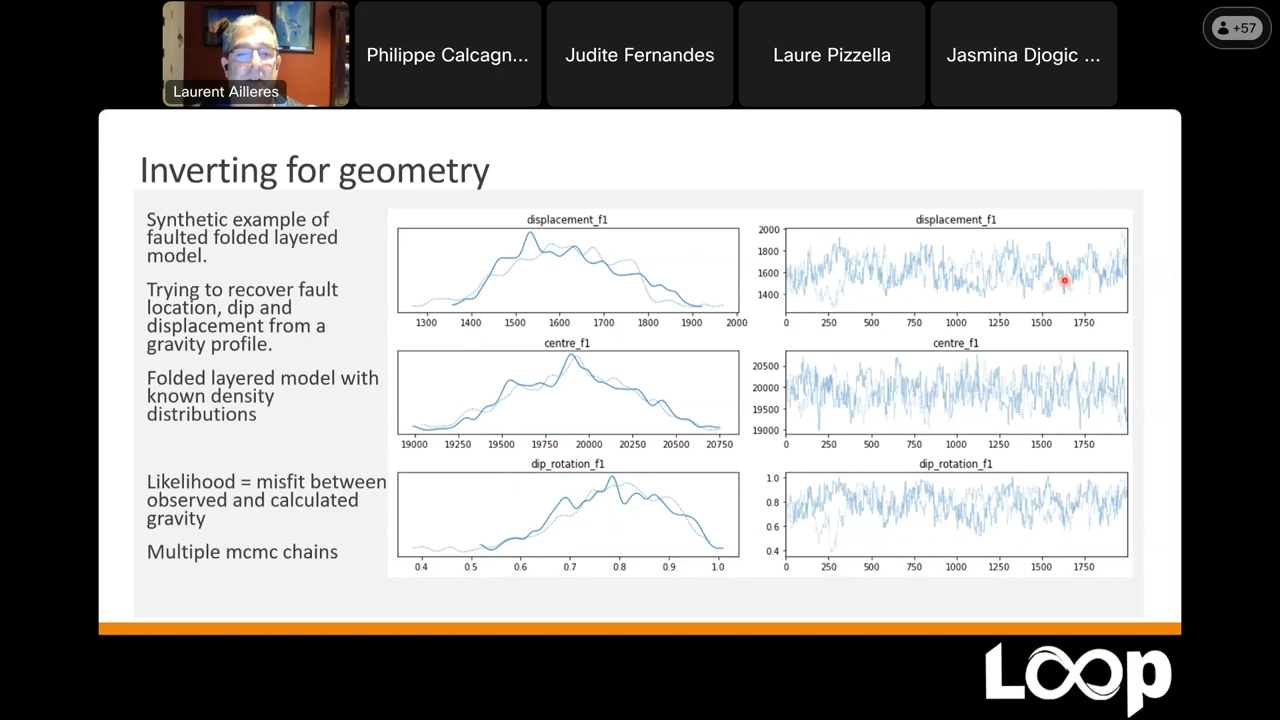 Philippe Calcagn...
Judite Fernandes
Laure Pizzella
Jasmina Djogic ...
+57
Laurent Ailleres
Inverting for geometry
Synthetic example of
faulted folded layered
model.
Trying to recover fault
location, dip and
displacement from a
gravity profile.
Folded layered model with
known density
distributions
Likelihood = misfit between
observed and calculated
gravity
Multiple mcmc chains
displacement_f1
1300 1400 1500 1600 1700 1800 1900 2000
displacement_f1
2000
1800
1600
1400
0 250 500 750 1000 1250 1500 1750
centre_f1
19000 19250 19500 19750 20000 20250 20500 20750
centre_f1
20500
20000
19500
19000
0 250 500 750 1000 1250 1500 1750
dip_rotation_f1
0.4 0.5 0.6 0.7 0.8 0.9 1.0
dip_rotation_f1
1.0
0.8
0.6
0.4
0 250 500 750 1000 1250 1500 1750
Loop